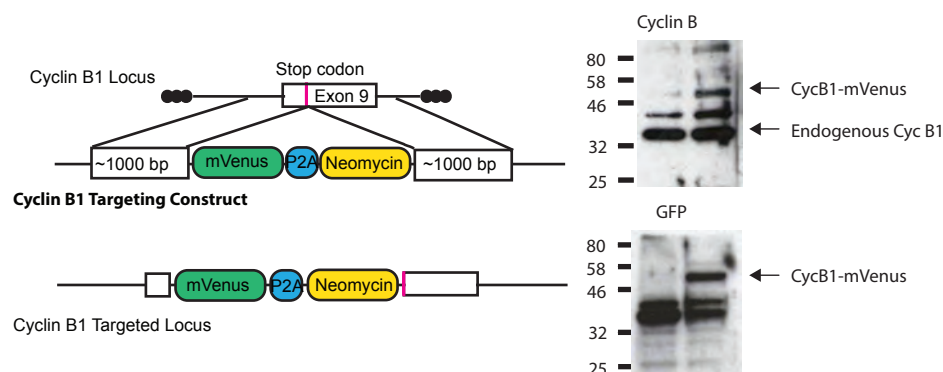 Cyclin B1 Locus
Stop codon
Exon 9
~1000 bp
mVenus
P2A
Neomycin
~1000 bp
Cyclin B1 Targeting Construct
mVenus
P2A
Neomycin
Cyclin B1 Targeted Locus
Cyclin B
80
58
46
32
25
CycB1-mVenus
Endogenous Cyc B1
GFP
80
58
46
32
25
CycB1-mVenus